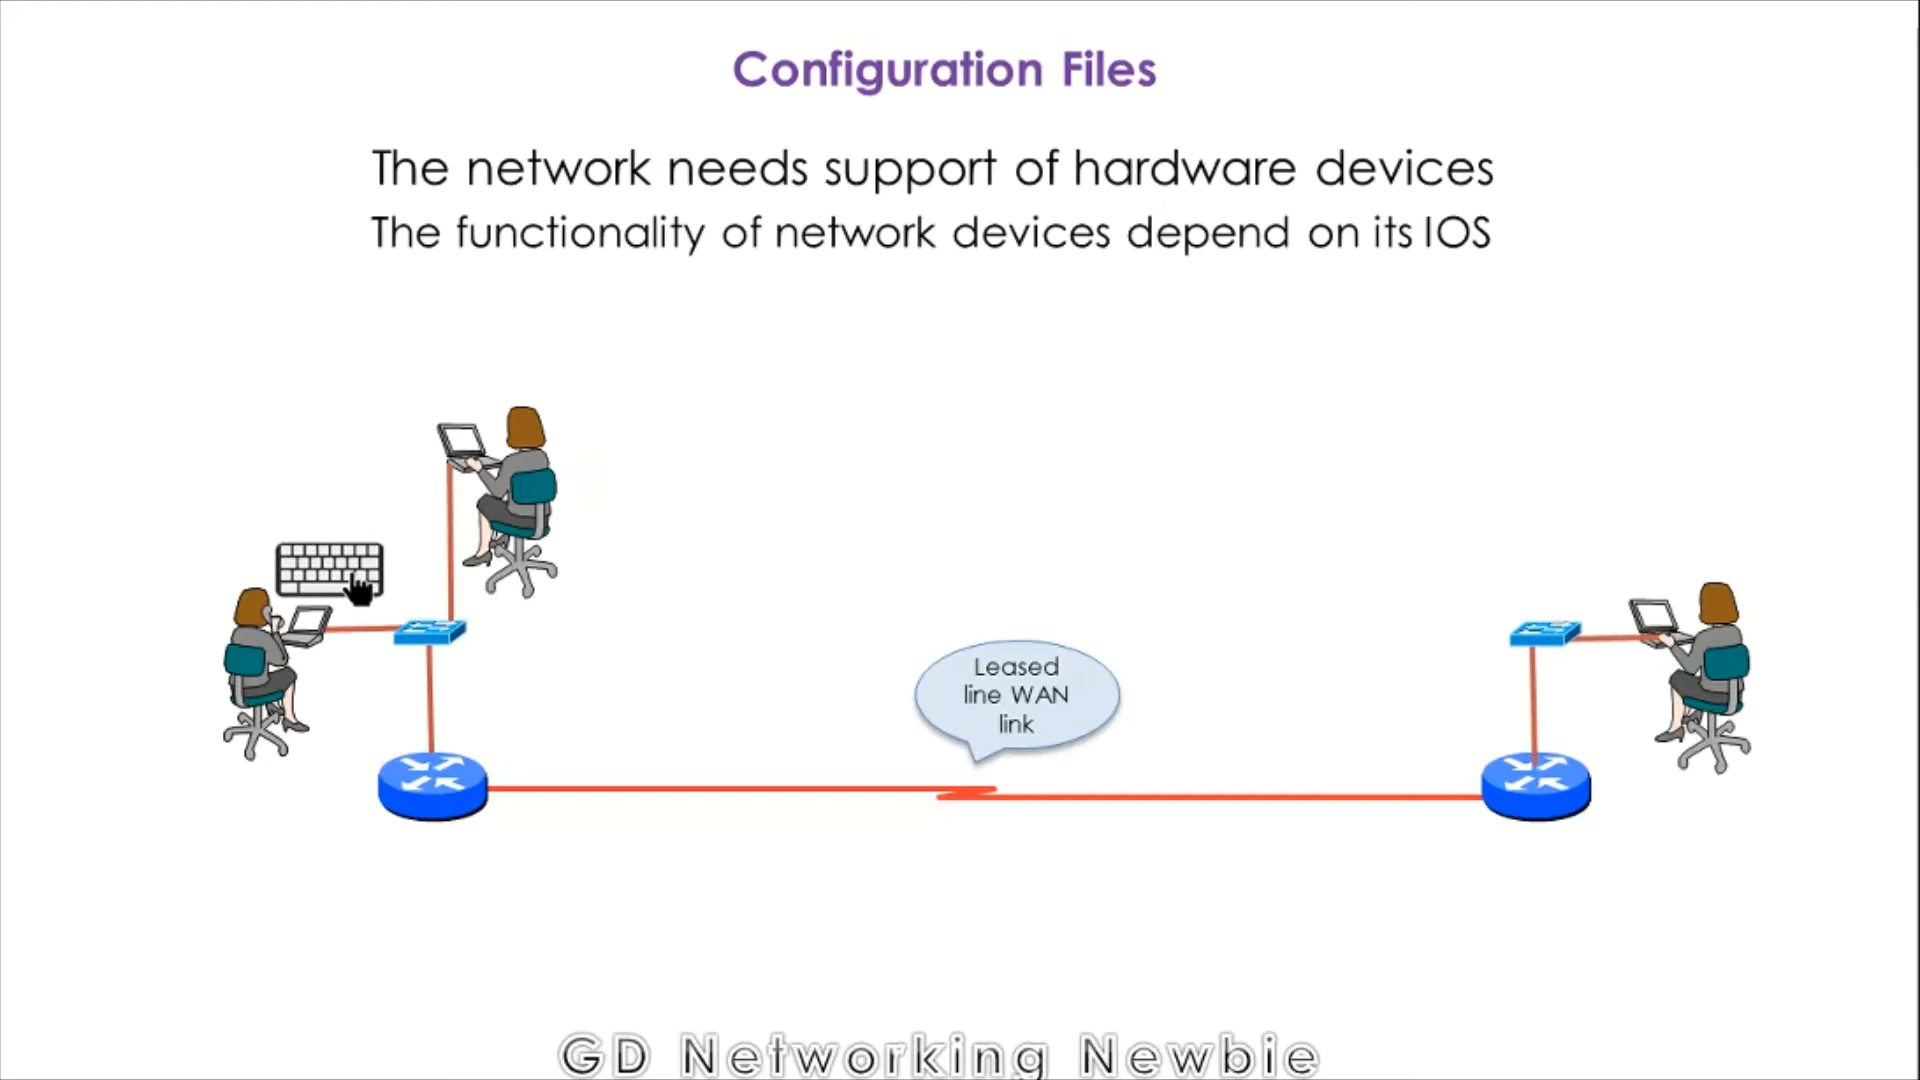 Configuration Files
The network needs support of hardware devices
The functionality of network devices depend on its IOS
Leased
line WAN
link
GD Networking Newbie